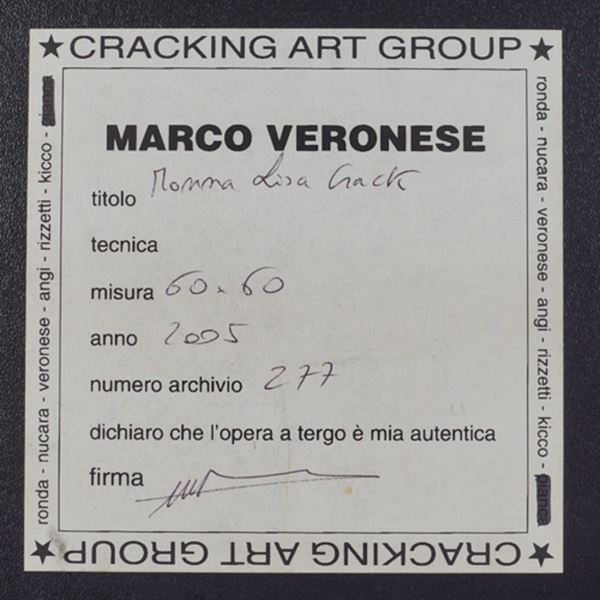 ★ CRACKING ART GROUP ★
MARCO VERONESE
titolo Monna Lisa Crack
tecnica
misura 60x60
anno 2005
numero archivio 277
dichiaro che l'opera a tergo è mia autentica
firma
ronda - nucara - veronese - angi - rizzetti - kicco -
ronda - nucara - veronese - angi - rizzetti - kicco -
★ CRACKING ART GROUP ★